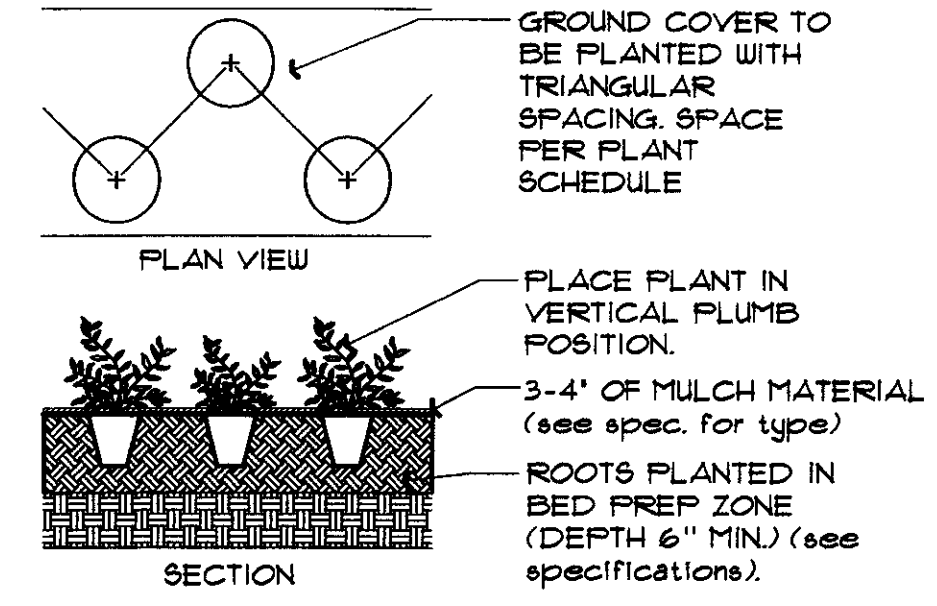 GROUND COVER TO
BE PLANTED WITH
TRIANGULAR
SPACING. SPACE
PER PLANT
SCHEDULE
PLAN VIEW
PLACE PLANT IN
VERTICAL PLUMB
POSITION.
3-4" OF MULCH MATERIAL
(see spec. for type)
ROOTS PLANTED IN
BED PREP ZONE
(DEPTH 6" MIN.) (see
specifications).
SECTION